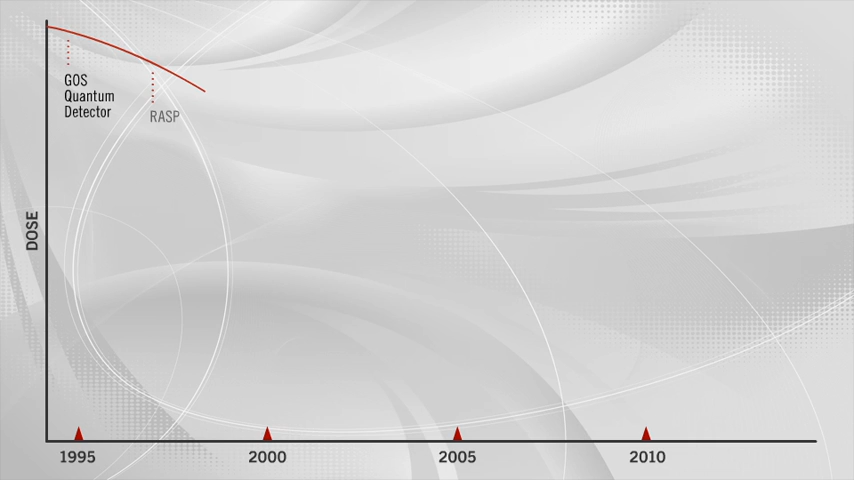 GOS
Quantum
Detector
RASP
DOSE
1995
2000
2005
2010